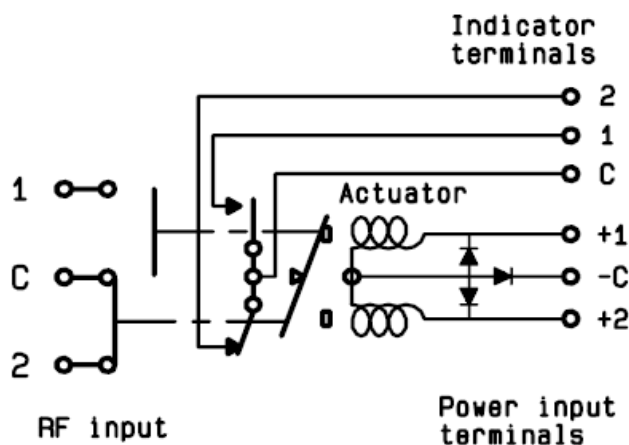 Indicator
terminals
2
1
C
1
Actuator
+1
C
-C
+2
2
RF input
Power input
terminals